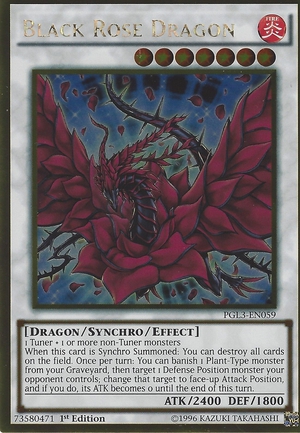 BLACK ROSE DRAGON
FIRE
炎
PGL3-EN059
[DRAGON/SYNCHRO/EFFECT]
1 Tuner + 1 or more non-Tuner monsters
When this card is Synchro Summoned: You can destroy all cards
on the field. Once per turn: You can banish 1 Plant-Type monster
from your Graveyard, then target 1 Defense Position monster your
opponent controls; change that target to face-up Attack Position,
and if you do, its ATK becomes 0 until the end of this turn.
ATK/2400 DEF/1800
73580471 1st Edition ©1996 KAZUKI TAKAHASHI